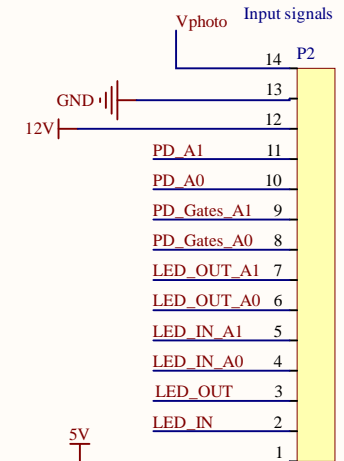 Vphoto Input signals
14 P2
GND 13
12V 12
PD_A1 11
PD_A0 10
PD_Gates_A1 9
PD_Gates_A0 8
LED_OUT_A1 7
LED_OUT_A0 6
LED_IN_A1 5
LED_IN_A0 4
LED_OUT 3
LED_IN 2
5V 1